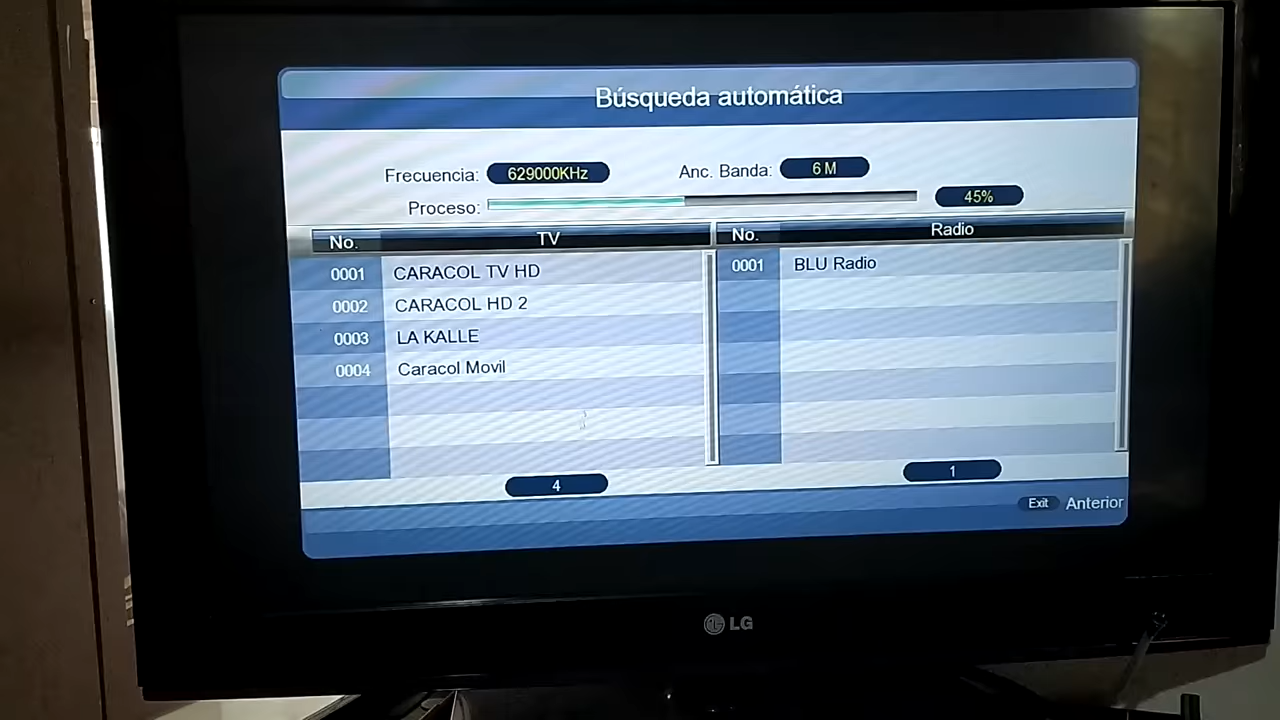 Búsqueda automática
Frecuencia: 629000KHz Anc. Banda: 6 M
Proceso: 45%
No. TV No. Radio
0001 CARACOL TV HD 0001 BLU Radio
0002 CARACOL HD 2
0003 LA KALLE
0004 Caracol Movil
4 1
Exit Anterior
LG